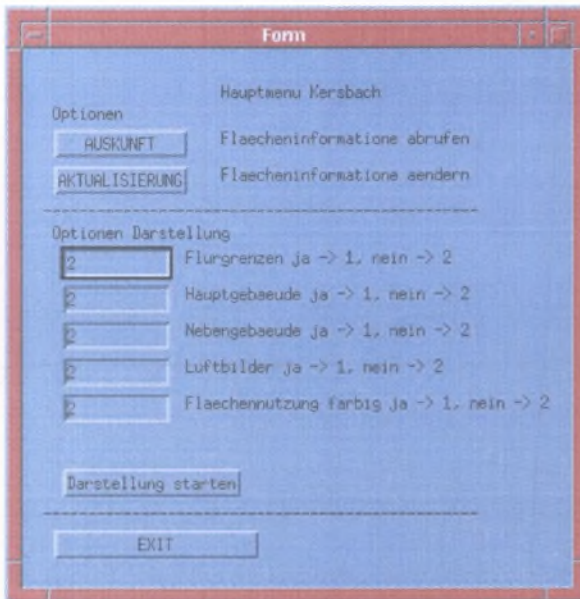 Form
Hauptmenu Kersbach
Optionen
AUSKUNFT Flaecheninformatione abrufen
AKTUALISIERUNG Flaecheninformatione aendern
Optionen Darstellung
2 Flurgrenzen ja -> 1, nein -> 2
2 Hauptgebaeude ja -> 1, nein -> 2
2 Nebengebaeude ja -> 1, nein -> 2
2 Luftbilder ja -> 1, nein -> 2
2 Flaechennutzung farbig ja -> 1, nein -> 2
Darstellung starten
EXIT